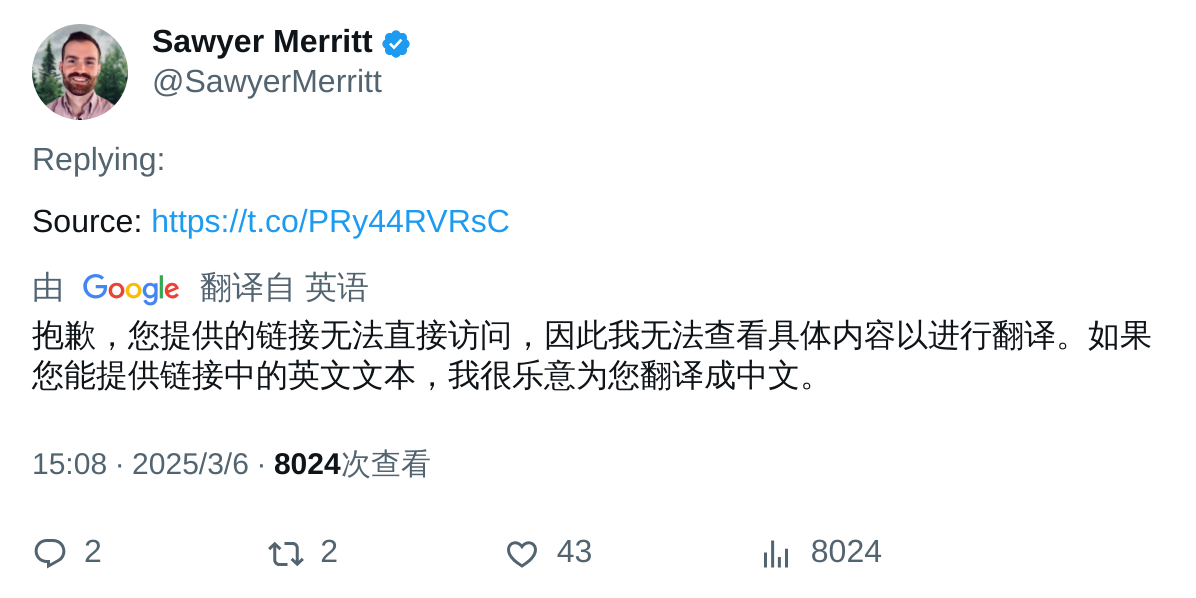 Sawyer Merritt
@SawyerMerritt
Replying:
Source: https://t.co/PRy44RVRsC
由 Google 翻译自 英语
抱歉，您提供的链接无法直接访问，因此我无法查看具体内容以进行翻译。如果
您能提供链接中的英文文本，我很乐意为您翻译成中文。
15:08 · 2025/3/6 · 8024次查看
2 2 43 8024